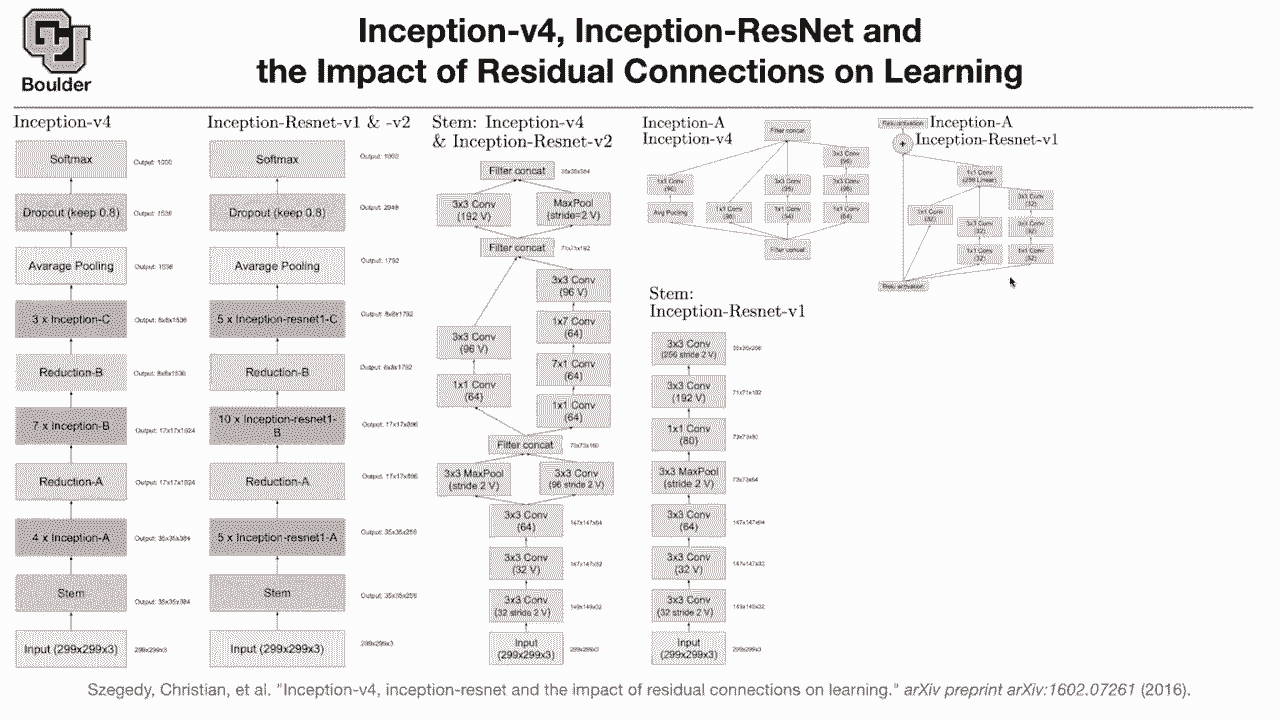 Boulder
Inception-v4, Inception-ResNet and
the Impact of Residual Connections on Learning
Inception-v4
Softmax
Output: 1000
Dropout (keep 0.8)
Output: 1536
Avarage Pooling
Output: 1536
3 x Inception-C
Output: 8x8x1536
Reduction-B
Output: 8x8x1536
7 x Inception-B
Output: 17x17x1024
Reduction-A
Output: 17x17x1024
4 x Inception-A
Output: 35x35x384
Stem
Output: 35x35x384
Input (299x299x3)
299x299x3
Inception-Resnet-v1 & -v2
Softmax
Output: 1000
Dropout (keep 0.8)
Output:
Avarage Pooling
Output: 1792
5 x Inception-resnet1-C
Output: 8x8x1792
Reduction-B
Output: 8x8x1792
10 x Inception-resnet1-
B
Output: 17x17x896
Reduction-A
Output: 17x17x896
5 x Inception-resnet1-A
Output: 35x35x256
Stem
Output: 35x35x256
Input (299x299x3)
299x299x3
Stem: Inception-v4
& Inception-Resnet-v2
Filter concat
35x35x384
3x3 Conv
(192 V)
MaxPool
(stride=2 V)
Filter concat
71x71x192
3x3 Conv
(96 V)
1x7 Conv
(64)
3x3 Conv
(96 V)
7x1 Conv
(64)
1x1 Conv
(64)
1x1 Conv
(64)
Filter concat
73x73x160
3x3 MaxPool
(stride 2 V)
3x3 Conv
(96 stride 2 V)
3x3 Conv
(64)
147x147x64
3x3 Conv
(32 V)
147x147x32
3x3 Conv
(32 stride 2 V)
149x149x32
Input
(299x299x3)
299x299x3
Inception-A
Inception-v4
Filter concat
3x3 Conv
(96)
1x1 Conv
(96)
3x3 Conv
(96)
3x3 Conv
(96)
Avg Pooling
1x1 Conv
(96)
1x1 Conv
(64)
1x1 Conv
(64)
Filter concat
Inception-A
Inception-Resnet-v1
Relu activation
+
1x1 Conv
(256 Linear)
3x3 Conv
(32)
1x1 Conv
(32)
3x3 Conv
(32)
3x3 Conv
(32)
1x1 Conv
(32)
1x1 Conv
(32)
Relu activation
Stem:
Inception-Resnet-v1
3x3 Conv
(256 stride 2 V)
35x35x256
3x3 Conv
(192 V)
71x71x192
1x1 Conv
(80)
73x73x80
3x3 MaxPool
(stride 2 V)
73x73x64
3x3 Conv
(64)
147x147x64
3x3 Conv
(32 V)
147x147x32
3x3 Conv
(32 stride 2 V)
149x149x32
Input
(299x299x3)
299x299x3
Szegedy, Christian, et al. "Inception-v4, inception-resnet and the impact of residual connections on learning." arXiv preprint arXiv:1602.07261 (2016).